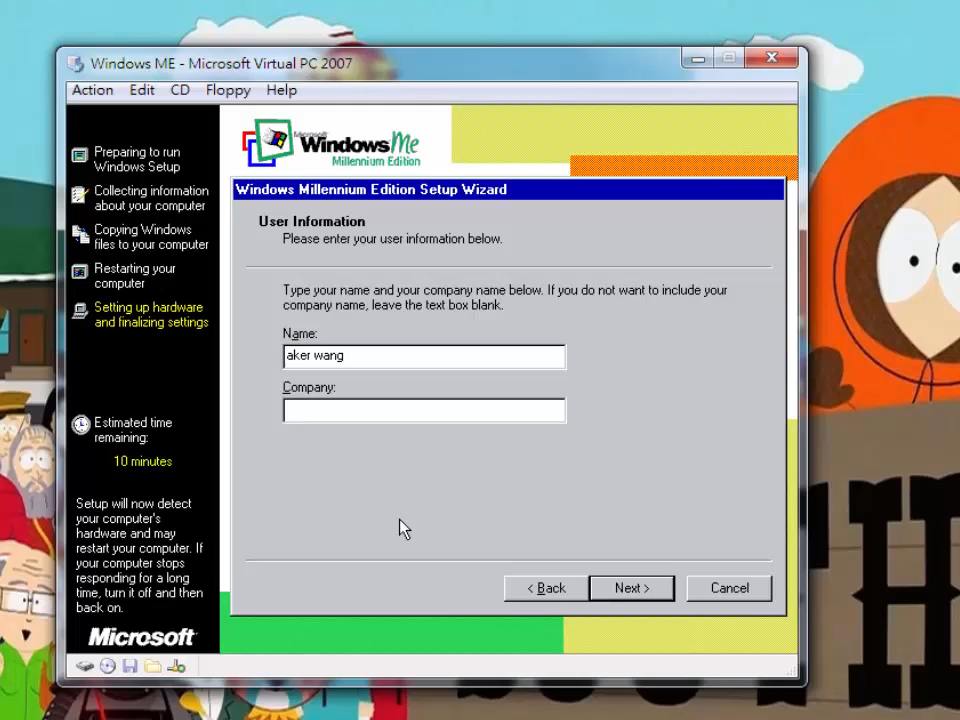 Windows ME - Microsoft Virtual PC 2007
Action Edit CD Floppy Help
Microsoft
WindowsMe
Millennium Edition
Preparing to run
Windows Setup
Collecting information
about your computer
Copying Windows
files to your computer
Restarting your
computer
Setting up hardware
and finalizing settings
Estimated time
remaining:
10 minutes
Setup will now detect
your computer's
hardware and may
restart your computer. If
your computer stops
responding for a long
time, turn it off and then
back on.
Microsoft
Windows Millennium Edition Setup Wizard
User Information
Please enter your user information below.
Type your name and your company name below. If you do not want to include your
company name, leave the text box blank.
Name:
aker wang
Company:
< Back Next > Cancel